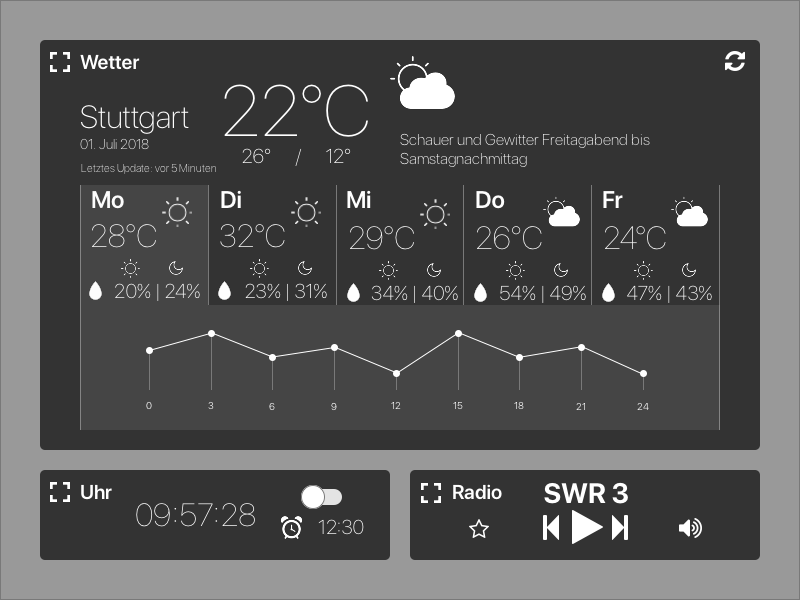 Wetter
Stuttgart
01. Juli 2018
Letztes Update: vor 5 Minuten
22°C
26° / 12°
Schauer und Gewitter Freitagabend bis
Samstagnachmittag
Mo
28°C
20% | 24%
Di
32°C
23% | 31%
Mi
29°C
34% | 40%
Do
26°C
54% | 49%
Fr
24°C
47% | 43%
0 3 6 9 12 15 18 21 24
Uhr
09:57:28
12:30
Radio
SWR 3